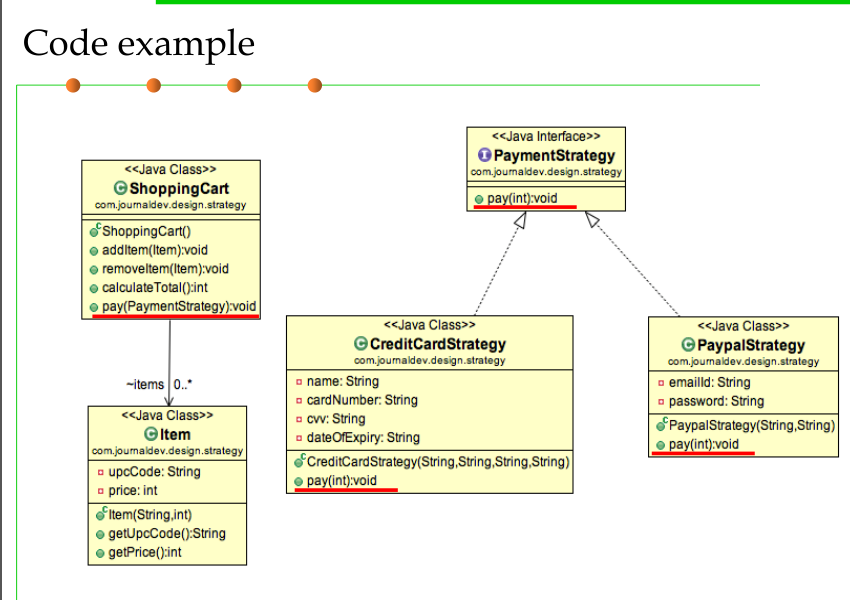 Code example
<<Java Interface>>
I PaymentStrategy
com.journaldev.design.strategy
pay(int):void
<<Java Class>>
C ShoppingCart
com.journaldev.design.strategy
C ShoppingCart()
addItem(Item):void
removeItem(Item):void
calculateTotal():int
pay(PaymentStrategy):void
~items 0..*
<<Java Class>>
C Item
com.journaldev.design.strategy
upcCode: String
price: int
C Item(String,int)
getUpcCode():String
getPrice():int
<<Java Class>>
C CreditCardStrategy
com.journaldev.design.strategy
name: String
cardNumber: String
cvv: String
dateOfExpiry: String
C CreditCardStrategy(String,String,String,String)
pay(int):void
<<Java Class>>
C PaypalStrategy
com.journaldev.design.strategy
emailId: String
password: String
C PaypalStrategy(String,String)
pay(int):void